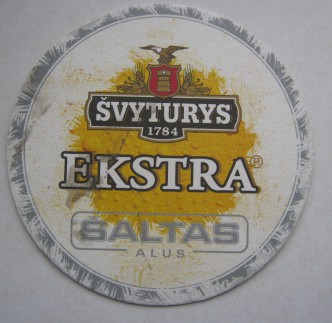 ŠVYTURYS
1784
EKSTRA®
ŠALTAS
ALUS